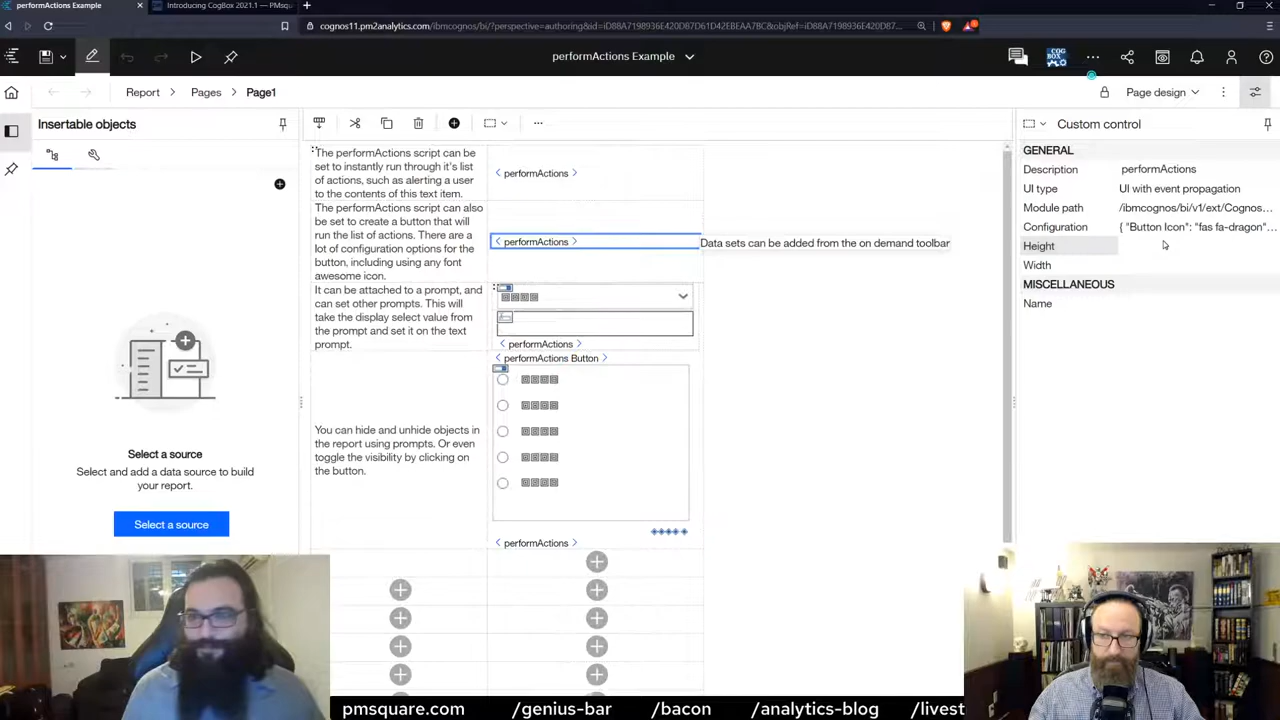 performActions Example
Introducing CogBox 2021.1 — PMsqu
cognos11.pm2analytics.com/ibmcognos/bi/?perspective=authoring&id=iD88A7198936D420D87D61D42EBEAA7BC&objRef=iD88A7198936D420D87D61D42EBEAA7BC&action=edit
performActions Example
COG
BOX
Report > Pages > Page1
Page design
Insertable objects
Custom control
The performActions script can be
set to instantly run through it's list
of actions, such as alerting a user
to the contents of this text item.
< performActions >
The performActions script can also
be set to create a button that will
run the list of actions. There are a
lot of configuration options for the
button, including using any font
awesome icon.
< performActions >
Data sets can be added from the on demand toolbar
It can be attached to a prompt, and
can set other prompts. This will
take the display select value from
the prompt and set it on the text
prompt.
< performActions >
< performActions Button >
You can hide and unhide objects in
the report using prompts. Or even
toggle the visibility by clicking on
the button.
< performActions >
Select a source
Select and add a data source to build
your report.
Select a source
GENERAL
Description performActions
UI type UI with event propagation
Module path /ibmcognos/bi/v1/ext/Cognos...
Configuration { "Button Icon": "fas fa-dragon"...
Height
Width
MISCELLANEOUS
Name
pmsquare.com /genius-bar /bacon /analytics-blog /livest